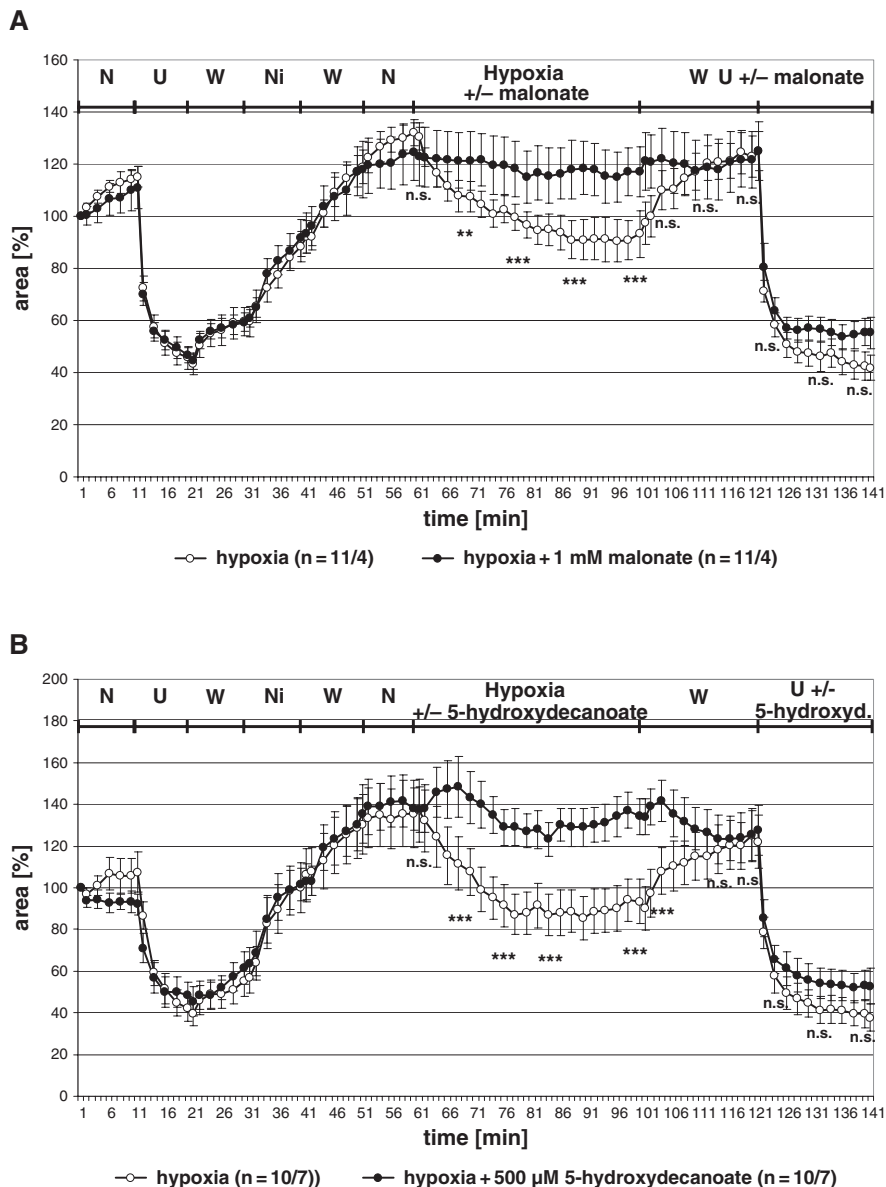 A
160
140
120
100
80
60
40
20
0
area [%]
N U W Ni W N Hypoxia +/– malonate W U +/– malonate
n.s. ** *** *** *** n.s. n.s. n.s. n.s. n.s. n.s.
1 6 11 16 21 26 31 36 41 46 51 56 61 66 71 76 81 86 91 96 101 106 111 116 121 126 131 136 141
time [min]
hypoxia (n = 11/4) hypoxia + 1 mM malonate (n = 11/4)
B
200
180
160
140
120
100
80
60
40
20
0
area [%]
N U W Ni W N Hypoxia +/– 5-hydroxydecanoate W U +/- 5-hydroxyd.
n.s. *** *** *** *** *** n.s. n.s. n.s. n.s. n.s.
1 6 11 16 21 26 31 36 41 46 51 56 61 66 71 76 81 86 91 96 101 106 111 116 121 126 131 136 141
time [min]
hypoxia (n = 10/7)) hypoxia + 500 µM 5-hydroxydecanoate (n = 10/7)